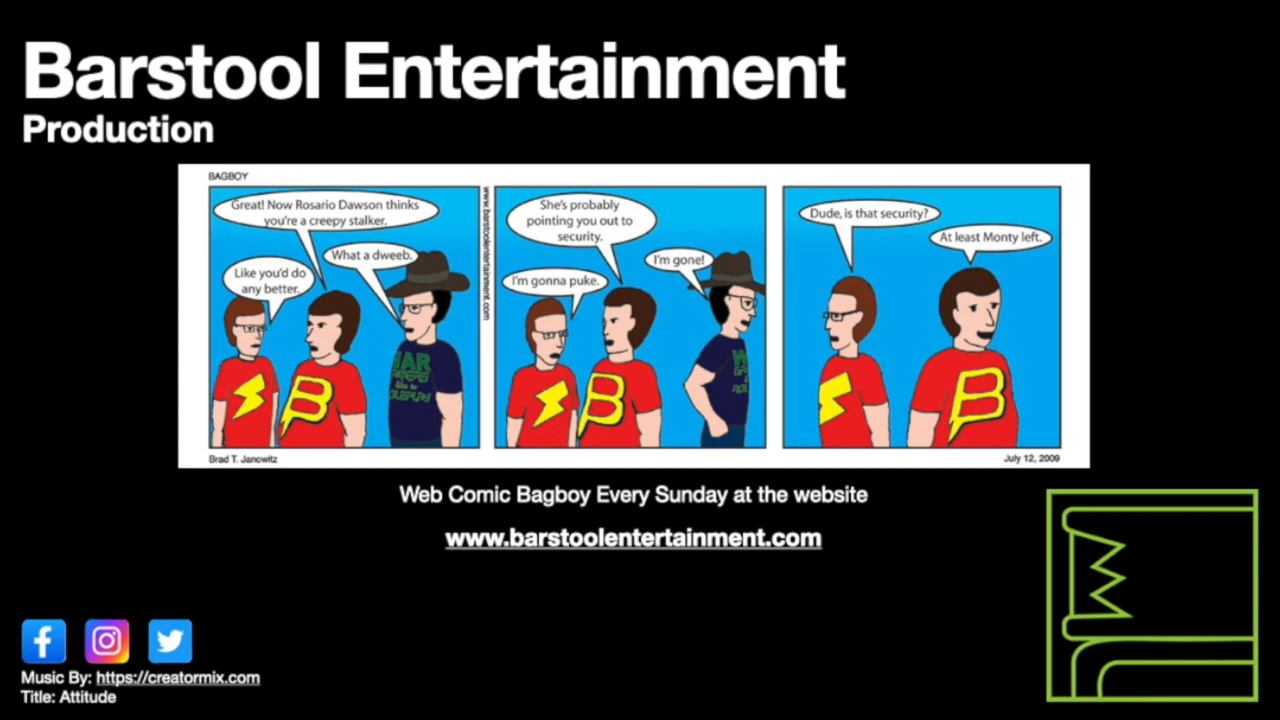 Barstool Entertainment
Production
BAGBOY
Great! Now Rosario Dawson thinks
you're a creepy stalker.
What a dweeb.
Like you'd do
any better.
www.barstoolentertainment.com
She's probably
pointing you out to
security.
I'm gone!
I'm gonna puke.
Dude, is that security?
At least Monty left.
B
B
B
Brad T. Janowitz
July 12, 2009
Web Comic Bagboy Every Sunday at the website
www.barstoolentertainment.com
Music By: https://creatormix.com
Title: Attitude